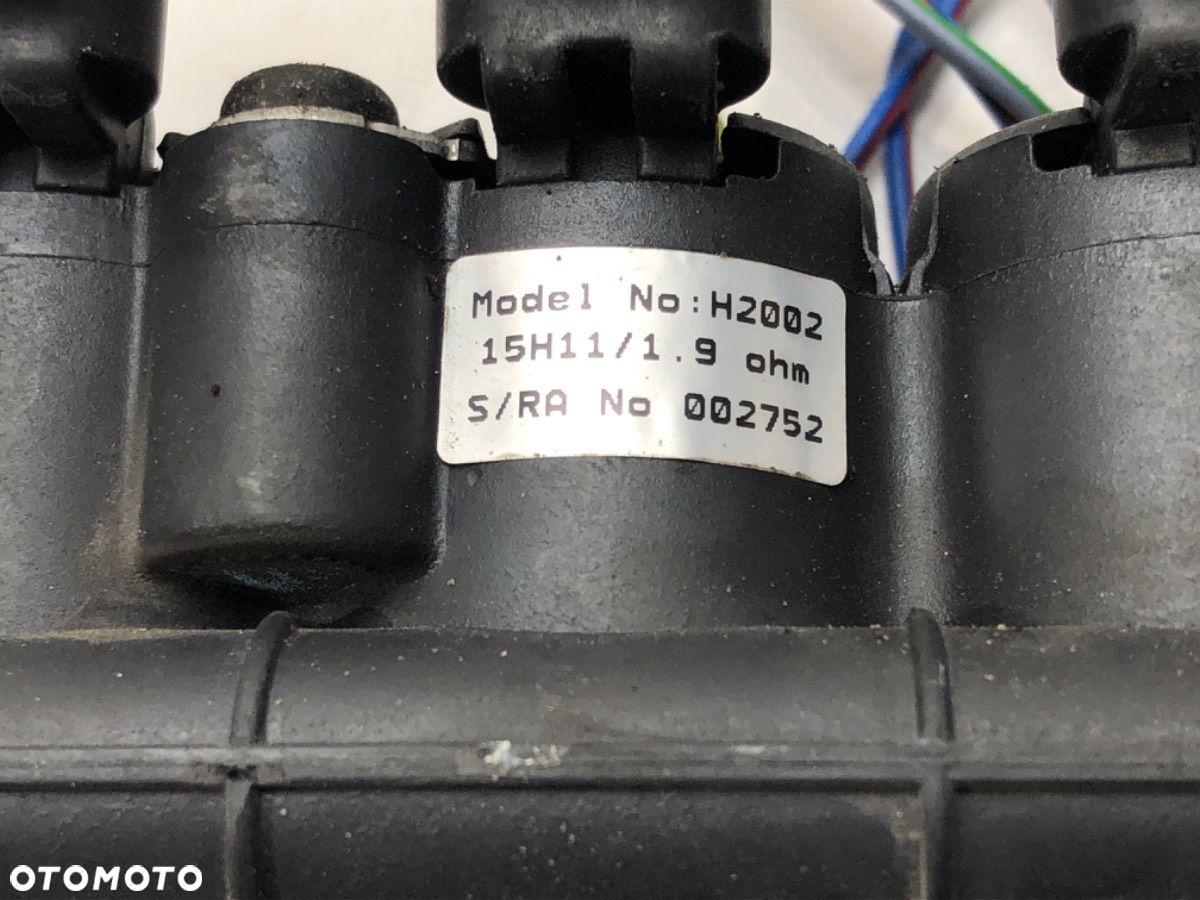 Model No:H2002
15H11/1.9 ohm
S/RA No 002752
OTOMOTO